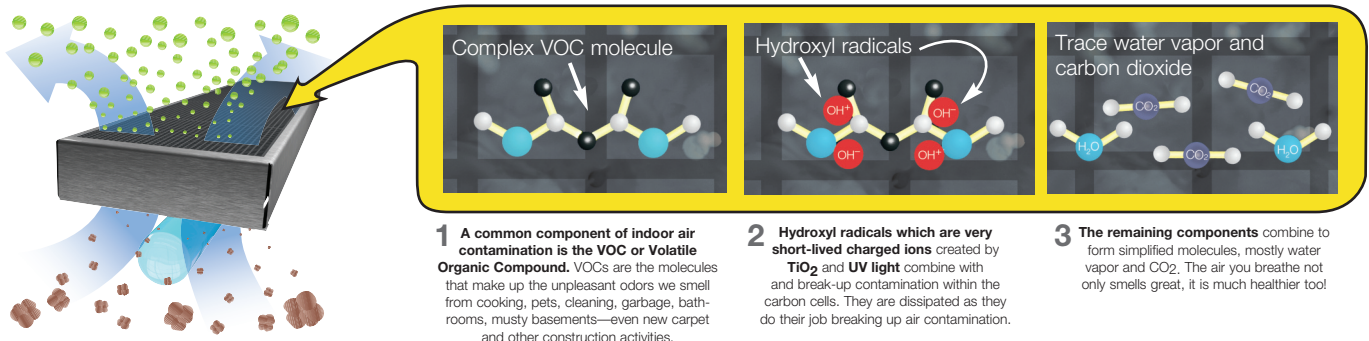 Complex VOC molecule
Hydroxyl radicals
OH+
OH−
OH−
OH+
Trace water vapor and
carbon dioxide
CO2
CO2
H2O
CO2
H2O
1 A common component of indoor air
contamination is the VOC or Volatile
Organic Compound. VOCs are the molecules
that make up the unpleasant odors we smell
from cooking, pets, cleaning, garbage, bath-
rooms, musty basements—even new carpet
and other construction activities.
2 Hydroxyl radicals which are very
short-lived charged ions created by
TiO2 and UV light combine with
and break-up contamination within the
carbon cells. They are dissipated as they
do their job breaking up air contamination.
3 The remaining components combine to
form simplified molecules, mostly water
vapor and CO2. The air you breathe not
only smells great, it is much healthier too!